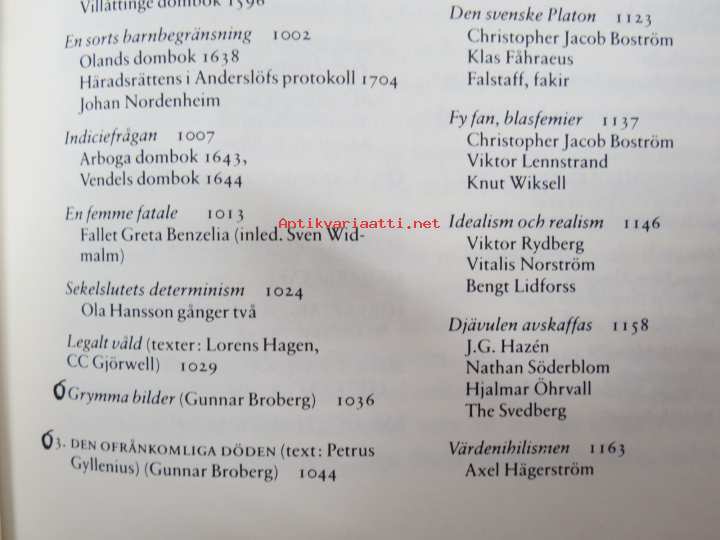 Villåttinge dombok 1596
En sorts barnbegränsning 1002
Ölands dombok 1638
Häradsrättens i Anderslöfs protokoll 1704
Johan Nordenheim
Indiciefrågan 1007
Arboga dombok 1643,
Vendels dombok 1644
En femme fatale 1013
Fallet Greta Benzelia (inled. Sven Wid-
malm)
Sekelslutets determinism 1024
Ola Hansson gånger två
Legalt våld (texter: Lorens Hagen,
CC Gjörwell) 1029
Grymma bilder (Gunnar Broberg) 1036
3. DEN OFRÅNKOMLIGA DÖDEN (text: Petrus
Gyllenius) (Gunnar Broberg) 1044
Den svenske Platon 1123
Christopher Jacob Boström
Klas Fåhraeus
Falstaff, fakir
Fy fan, blasfemier 1137
Christopher Jacob Boström
Viktor Lennstrand
Knut Wiksell
Idealism och realism 1146
Viktor Rydberg
Vitalis Norström
Bengt Lidforss
Djävulen avskaffas 1158
J.G. Hazén
Nathan Söderblom
Hjalmar Öhrvall
The Svedberg
Värdenihilismen 1163
Axel Hägerström
Aptikvariaatti.net